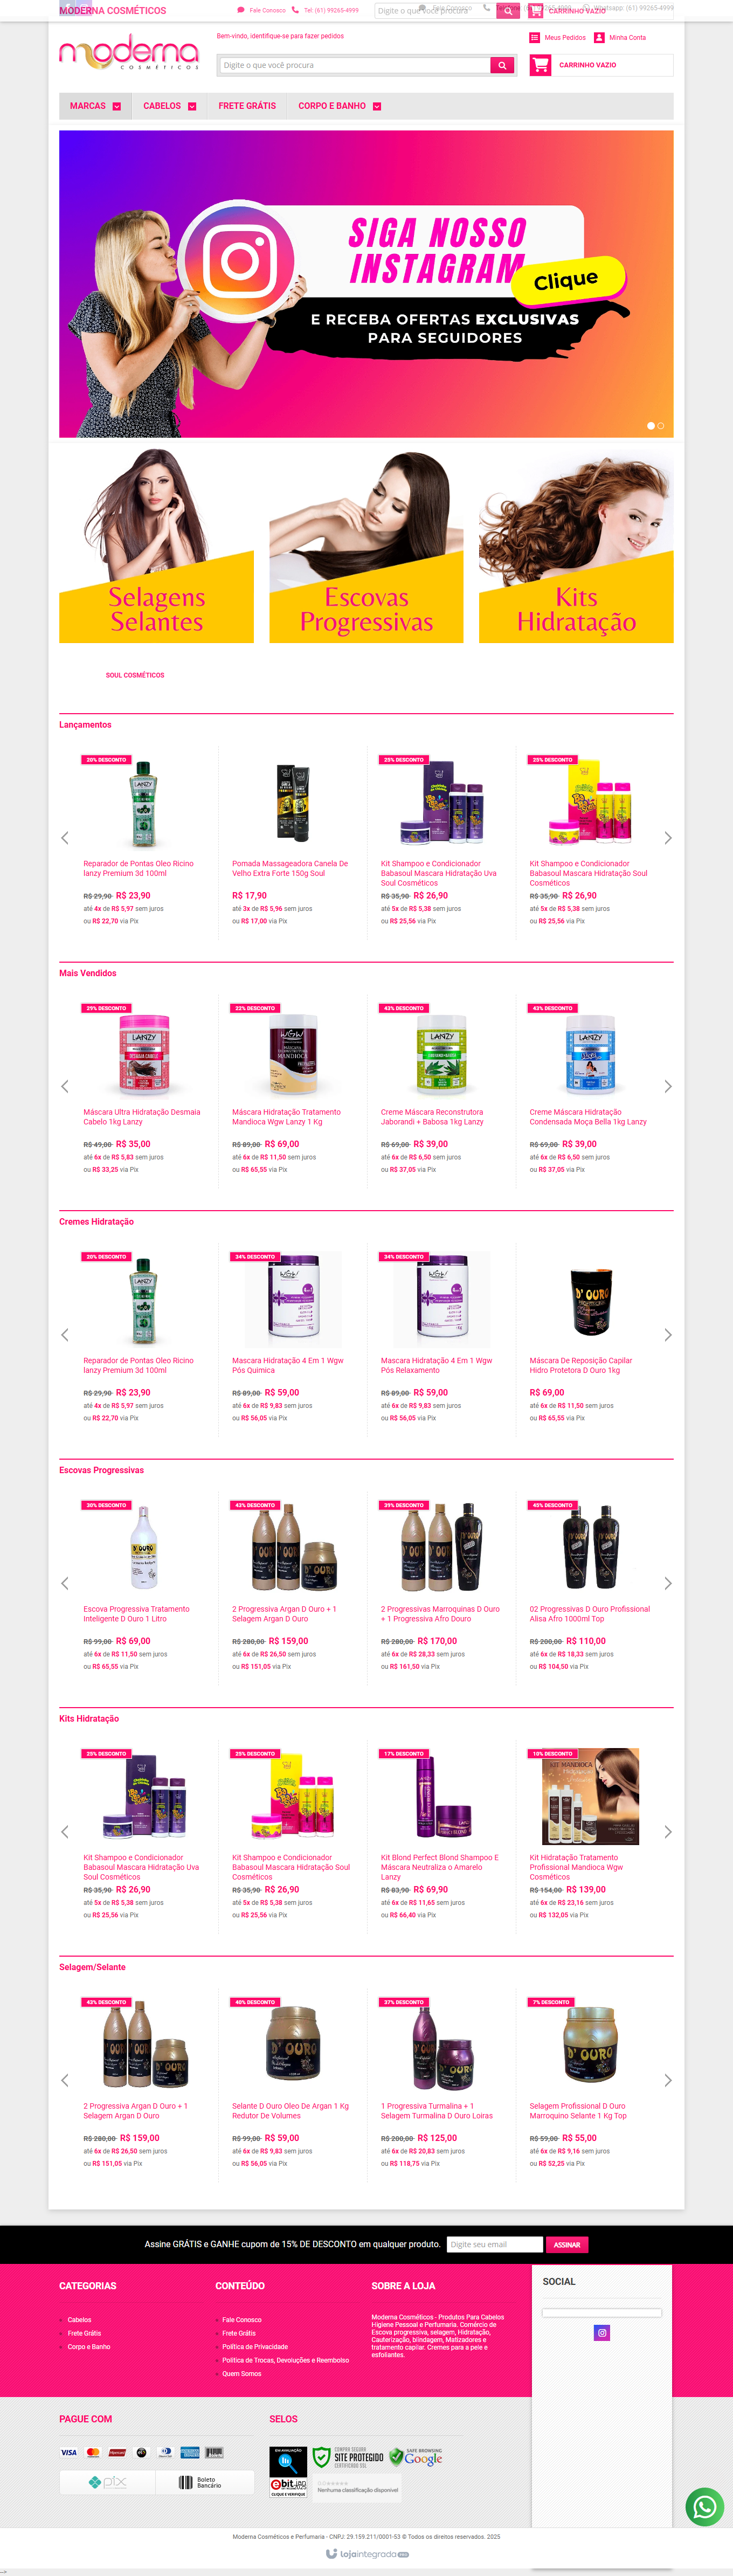 MODERNA COSMÉTICOS
Fale Conosco
Tel: (61) 99265-4999
Digite o que você procura
CARRINHO VAZIO
Fale Conosco
Whatsapp: (61) 99265-4999
moderna
COSMÉTICOS
Bem-vindo, identifique-se para fazer pedidos
Meus Pedidos
Minha Conta
Digite o que você procura
CARRINHO VAZIO
MARCAS
CABELOS
FRETE GRÁTIS
CORPO E BANHO
SIGA NOSSO
INSTAGRAM
Clique
E RECEBA OFERTAS EXCLUSIVAS
PARA SEGUIDORES
Selagens
Selantes
Escovas
Progressivas
Kits
Hidratação
SOUL COSMÉTICOS
Lançamentos
20% DESCONTO
Reparador de Pontas Oleo Ricino
lanzy Premium 3d 100ml
R$ 29,90 R$ 23,90
até 4x de R$ 5,97 sem juros
ou R$ 22,70 via Pix
Pomada Massageadora Canela De
Velho Extra Forte 150g Soul
R$ 17,90
até 3x de R$ 5,96 sem juros
ou R$ 17,00 via Pix
25% DESCONTO
Kit Shampoo e Condicionador
Babasoul Mascara Hidratação Uva
Soul Cosméticos
R$ 35,90 R$ 26,90
até 5x de R$ 5,38 sem juros
ou R$ 25,56 via Pix
25% DESCONTO
Kit Shampoo e Condicionador
Babasoul Mascara Hidratação Soul
Cosméticos
R$ 35,90 R$ 26,90
até 5x de R$ 5,38 sem juros
ou R$ 25,56 via Pix
Mais Vendidos
29% DESCONTO
Máscara Ultra Hidratação Desmaia
Cabelo 1kg Lanzy
R$ 49,00 R$ 35,00
até 6x de R$ 5,83 sem juros
ou R$ 33,25 via Pix
22% DESCONTO
Máscara Hidratação Tratamento
Mandioca Wgw Lanzy 1 Kg
R$ 89,00 R$ 69,00
até 6x de R$ 11,50 sem juros
ou R$ 65,55 via Pix
43% DESCONTO
Creme Máscara Reconstrutora
Jaborandi + Babosa 1kg Lanzy
R$ 69,00 R$ 39,00
até 6x de R$ 6,50 sem juros
ou R$ 37,05 via Pix
43% DESCONTO
Creme Máscara Hidratação
Condensada Moça Bella 1kg Lanzy
R$ 69,00 R$ 39,00
até 6x de R$ 6,50 sem juros
ou R$ 37,05 via Pix
Cremes Hidratação
20% DESCONTO
Reparador de Pontas Oleo Ricino
lanzy Premium 3d 100ml
R$ 29,90 R$ 23,90
até 4x de R$ 5,97 sem juros
ou R$ 22,70 via Pix
34% DESCONTO
Mascara Hidratação 4 Em 1 Wgw
Pós Quimica
R$ 89,00 R$ 59,00
até 6x de R$ 9,83 sem juros
ou R$ 56,05 via Pix
34% DESCONTO
Mascara Hidratação 4 Em 1 Wgw
Pós Relaxamento
R$ 89,00 R$ 59,00
até 6x de R$ 9,83 sem juros
ou R$ 56,05 via Pix
Máscara De Reposição Capilar
Hidro Protetora D Ouro 1kg
R$ 69,00
até 6x de R$ 11,50 sem juros
ou R$ 65,55 via Pix
Escovas Progressivas
30% DESCONTO
Escova Progressiva Tratamento
Inteligente D Ouro 1 Litro
R$ 99,00 R$ 69,00
até 6x de R$ 11,50 sem juros
ou R$ 65,55 via Pix
43% DESCONTO
2 Progressiva Argan D Ouro + 1
Selagem Argan D Ouro
R$ 280,00 R$ 159,00
até 6x de R$ 26,50 sem juros
ou R$ 151,05 via Pix
39% DESCONTO
2 Progressivas Marroquinas D Ouro
+ 1 Progressiva Afro Douro
R$ 280,00 R$ 170,00
até 6x de R$ 28,33 sem juros
ou R$ 161,50 via Pix
45% DESCONTO
02 Progressivas D Ouro Profissional
Alisa Afro 1000ml Top
R$ 200,00 R$ 110,00
até 6x de R$ 18,33 sem juros
ou R$ 104,50 via Pix
Kits Hidratação
25% DESCONTO
Kit Shampoo e Condicionador
Babasoul Mascara Hidratação Uva
Soul Cosméticos
R$ 35,90 R$ 26,90
até 5x de R$ 5,38 sem juros
ou R$ 25,56 via Pix
25% DESCONTO
Kit Shampoo e Condicionador
Babasoul Mascara Hidratação Soul
Cosméticos
R$ 35,90 R$ 26,90
até 5x de R$ 5,38 sem juros
ou R$ 25,56 via Pix
17% DESCONTO
Kit Blond Perfect Blond Shampoo E
Máscara Neutraliza o Amarelo
Lanzy
R$ 83,90 R$ 69,90
até 6x de R$ 11,65 sem juros
ou R$ 66,40 via Pix
10% DESCONTO
KIT MANDIOCA
Kit Hidratação Tratamento
Profissional Mandioca Wgw
Cosméticos
R$ 154,00 R$ 139,00
até 6x de R$ 23,16 sem juros
ou R$ 132,05 via Pix
Selagem/Selante
43% DESCONTO
2 Progressiva Argan D Ouro + 1
Selagem Argan D Ouro
R$ 280,00 R$ 159,00
até 6x de R$ 26,50 sem juros
ou R$ 151,05 via Pix
40% DESCONTO
Selante D Ouro Oleo De Argan 1 Kg
Redutor De Volumes
R$ 99,00 R$ 59,00
até 6x de R$ 9,83 sem juros
ou R$ 56,05 via Pix
37% DESCONTO
1 Progressiva Turmalina + 1
Selagem Turmalina D Ouro Loiras
R$ 200,00 R$ 125,00
até 6x de R$ 20,83 sem juros
ou R$ 118,75 via Pix
7% DESCONTO
Selagem Profissional D Ouro
Marroquino Selante 1 Kg Top
R$ 59,00 R$ 55,00
até 6x de R$ 9,16 sem juros
ou R$ 52,25 via Pix
Assine GRÁTIS e GANHE cupom de 15% DE DESCONTO em qualquer produto.
Digite seu email
ASSINAR
CATEGORIAS
Cabelos
Frete Grátis
Corpo e Banho
CONTEÚDO
Fale Conosco
Frete Grátis
Política de Privacidade
Política de Trocas, Devoluções e Reembolso
Quem Somos
SOBRE A LOJA
Moderna Cosméticos - Produtos Para Cabelos
Higiene Pessoal e Perfumaria. Comércio de
Escova progressiva, selagem, Hidratação,
Cauterização, blindagem, Matizadores e
tratamento capilar. Cremes para a pele e
esfoliantes.
SOCIAL
PAGUE COM
VISA
pix
Boleto
Bancário
SELOS
EM AVALIAÇÃO
ebit
CLIQUE E VERIFIQUE
COMPRA SEGURA
SITE PROTEGIDO
CERTIFICADO SSL
SAFE BROWSING
Google
Nenhuma classificação disponível
Moderna Cosméticos e Perfumaria - CNPJ: 29.159.211/0001-53 © Todos os direitos reservados. 2025
lojaintegrada
-->